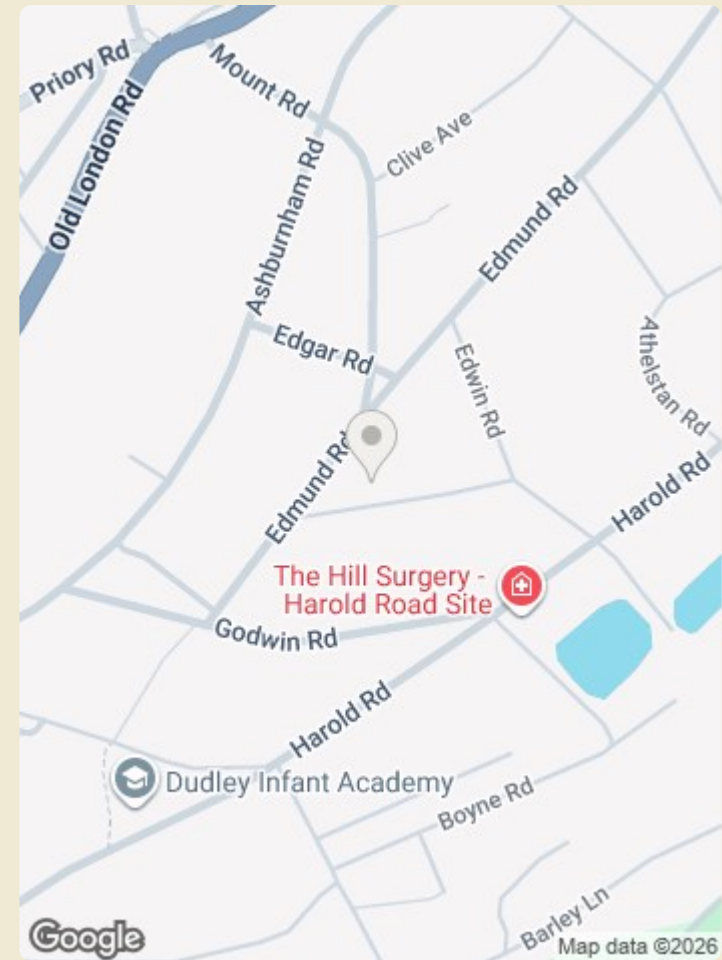 Priory Rd
Mount Rd
Old London Rd
Clive Ave
Ashburnham Rd
Edmund Rd
Edgar Rd
Edwin Rd
Athelstan Rd
Edmund Rd
Harold Rd
The Hill Surgery -
Harold Road Site
Godwin Rd
Harold Rd
Dudley Infant Academy
Boyne Rd
Barley Ln
Google
Map data ©2026